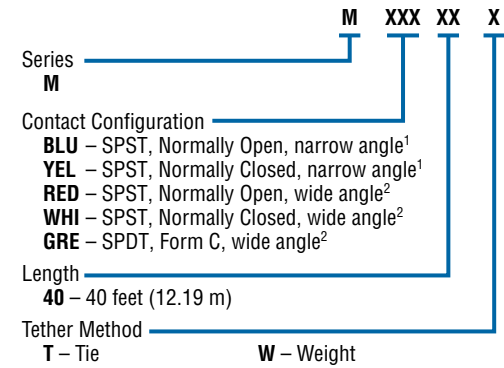 M XXX XX X
Series
M
Contact Configuration
BLU – SPST, Normally Open, narrow angle¹
YEL – SPST, Normally Closed, narrow angle¹
RED – SPST, Normally Open, wide angle²
WHI – SPST, Normally Closed, wide angle²
GRE – SPDT, Form C, wide angle²
Length
40 – 40 feet (12.19 m)
Tether Method
T – Tie W – Weight